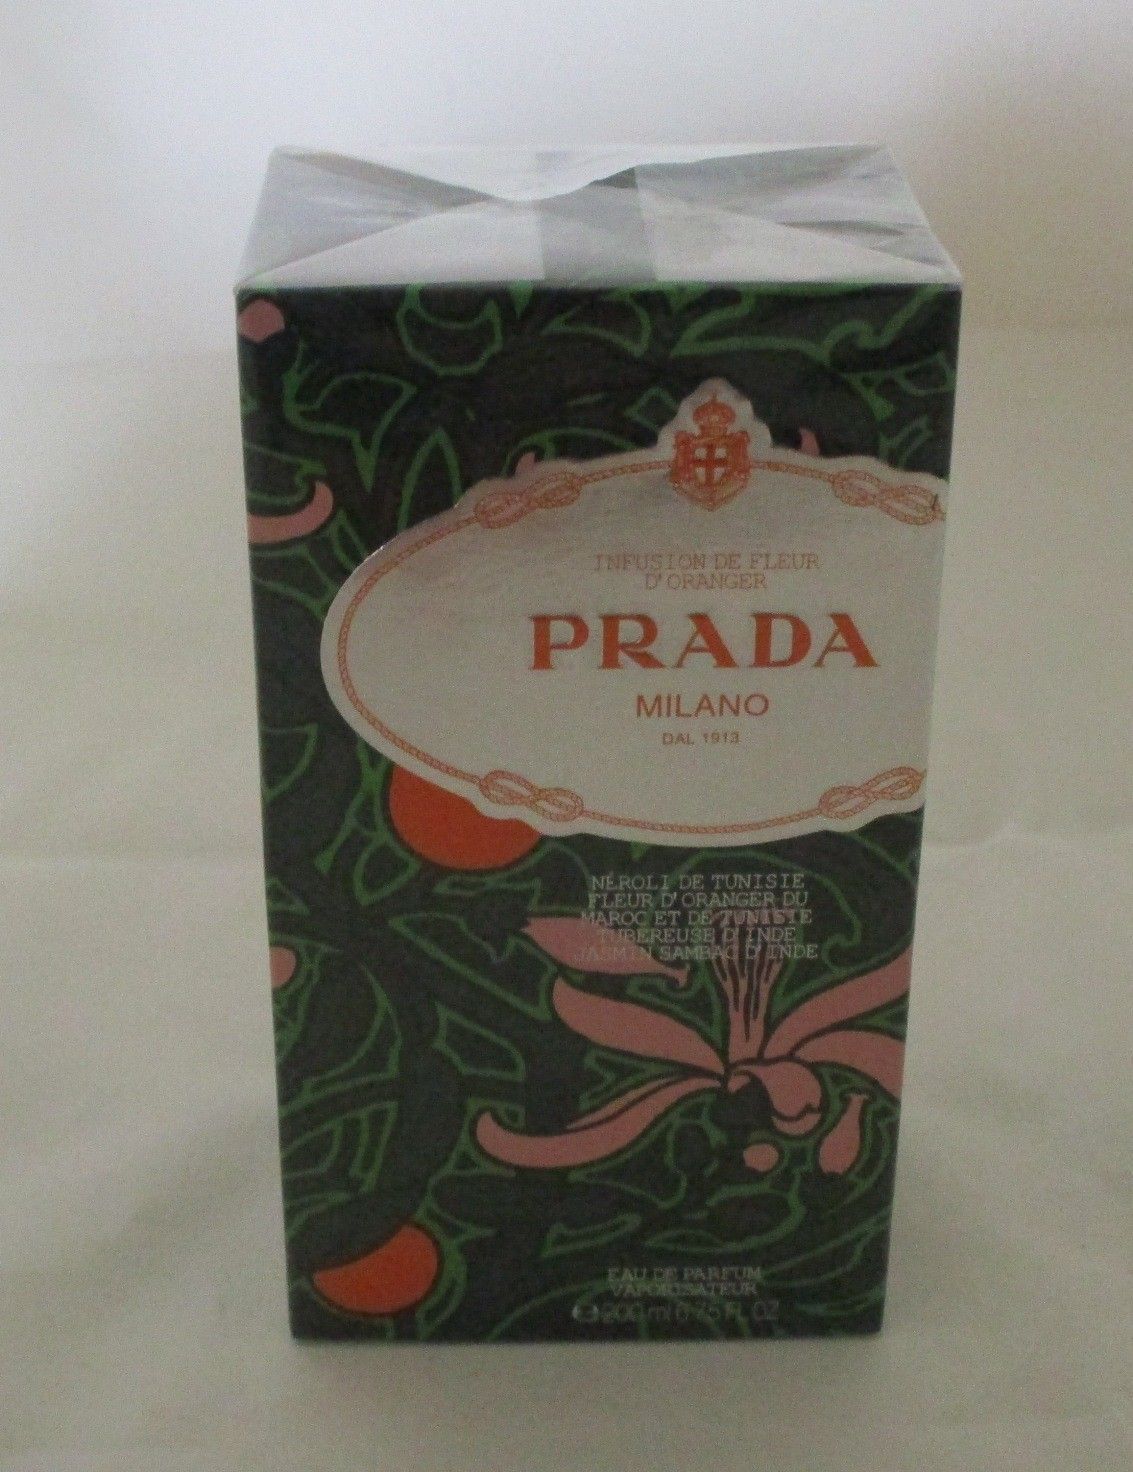 INFUSION DE FLEUR
D'ORANGER
PRADA
MILANO
DAL 1913
NÉROLI DE TUNISIE
FLEUR D'ORANGER DU
MAROC ET DE TUNISIE
TUBEREUSE D'INDE
JASMIN SAMBAC D'INDE
EAU DE PARFUM
VAPORISATEUR
200 ml 6.75 FL OZ